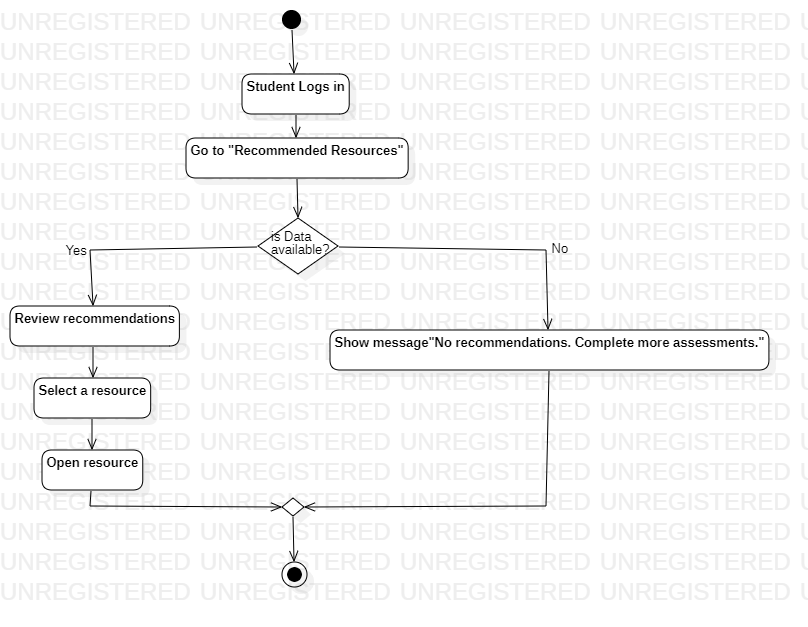 Student Logs in
Go to "Recommended Resources"
is Data
available?
Yes
No
Review recommendations
Show message"No recommendations. Complete more assessments."
Select a resource
Open resource
UNREGISTERED